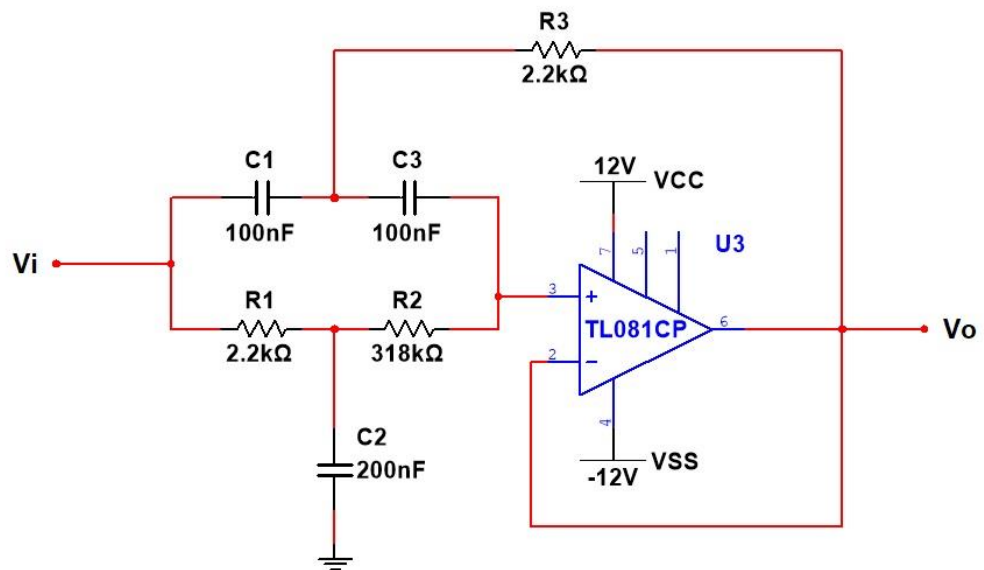 R3
2.2kΩ
C1
C3
100nF
100nF
12V
VCC
7
5
1
U3
Vi
R1
R2
2.2kΩ
318kΩ
3
+
TL081CP
6
Vo
2
−
4
C2
200nF
VSS
-12V